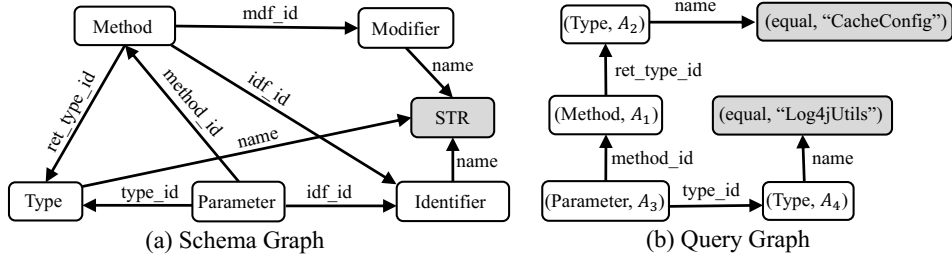 Method
mdf_id
Modifier
name
ret_type_id
method_id
idf_id
name
STR
name
Type
type_id
Parameter
idf_id
Identifier
(a) Schema Graph
(Type, A₂)
name
(equal, “CacheConfig”)
ret_type_id
(Method, A₁)
(equal, “Log4jUtils”)
method_id
name
(Parameter, A₃)
type_id
(Type, A₄)
(b) Query Graph